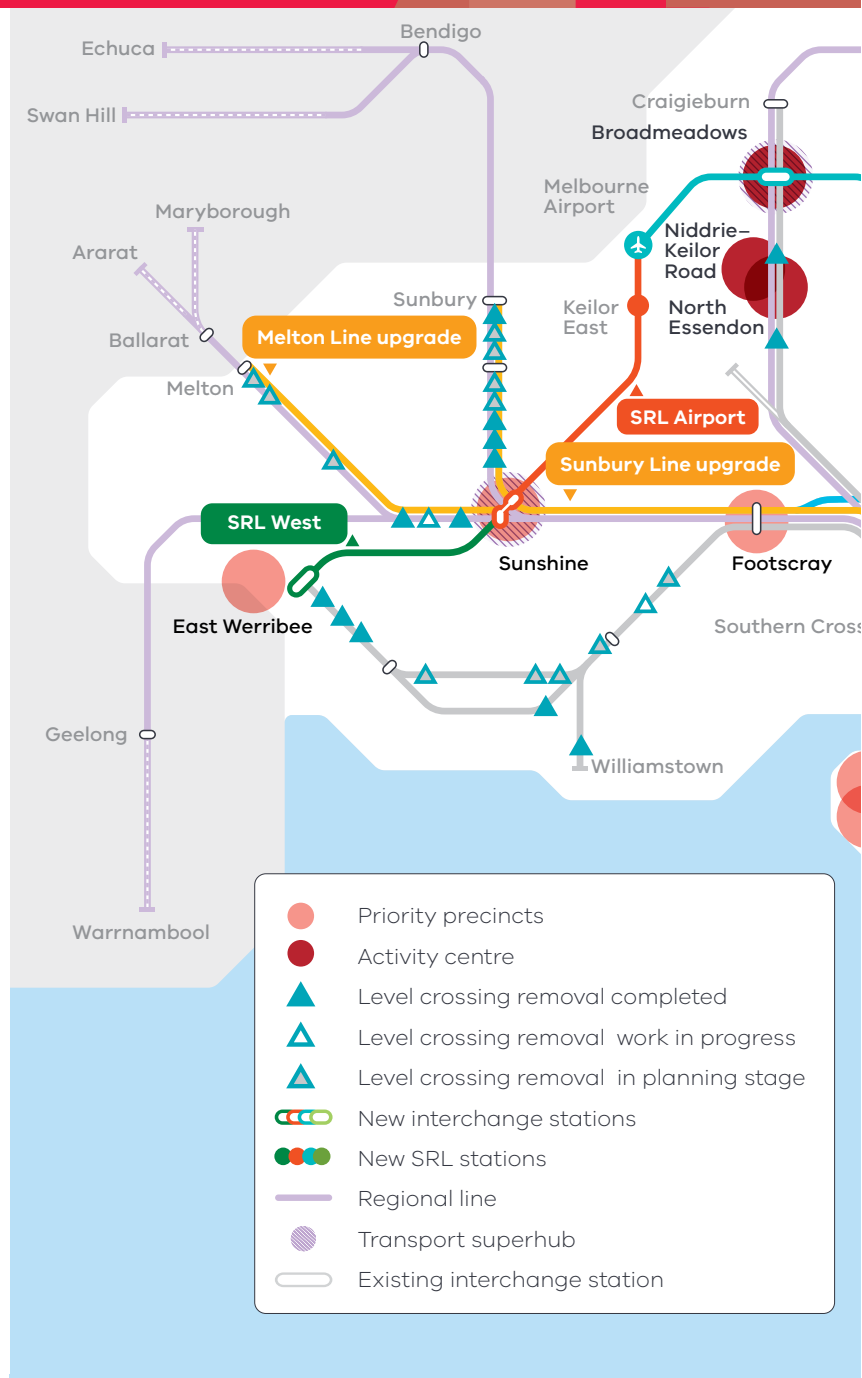 Bendigo
Echuca
Swan Hill
Craigieburn
Broadmeadows
Melbourne
Airport
Maryborough
Niddrie–
Keilor
Road
Ararat
Sunbury
Keilor
East
North
Essendon
Ballarat
Melton Line upgrade
Melton
SRL Airport
Sunbury Line upgrade
SRL West
Sunshine
Footscray
East Werribee
Southern Cross
Geelong
Williamstown
Warrnambool
Priority precincts
Activity centre
Level crossing removal completed
Level crossing removal work in progress
Level crossing removal in planning stage
New interchange stations
New SRL stations
Regional line
Transport superhub
Existing interchange station